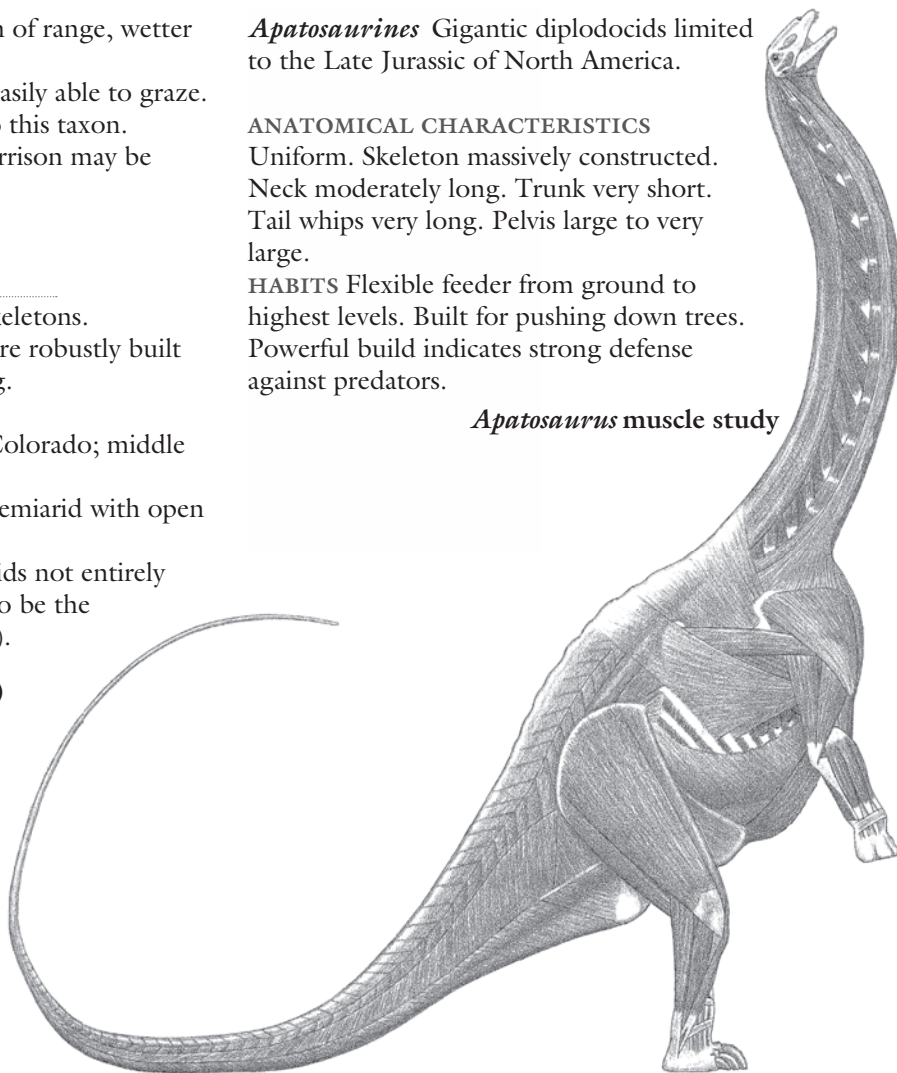 n of range, wetter
asily able to graze.
this taxon.
rrison may be
eletons.
re robustly built
g.
Colorado; middle
emiarid with open
ids not entirely
o be the
).
)
Apatosaurines Gigantic diplodocids limited
to the Late Jurassic of North America.
ANATOMICAL CHARACTERISTICS
Uniform. Skeleton massively constructed.
Neck moderately long. Trunk very short.
Tail whips very long. Pelvis large to very
large.
HABITS Flexible feeder from ground to
highest levels. Built for pushing down trees.
Powerful build indicates strong defense
against predators.
Apatosaurus muscle study